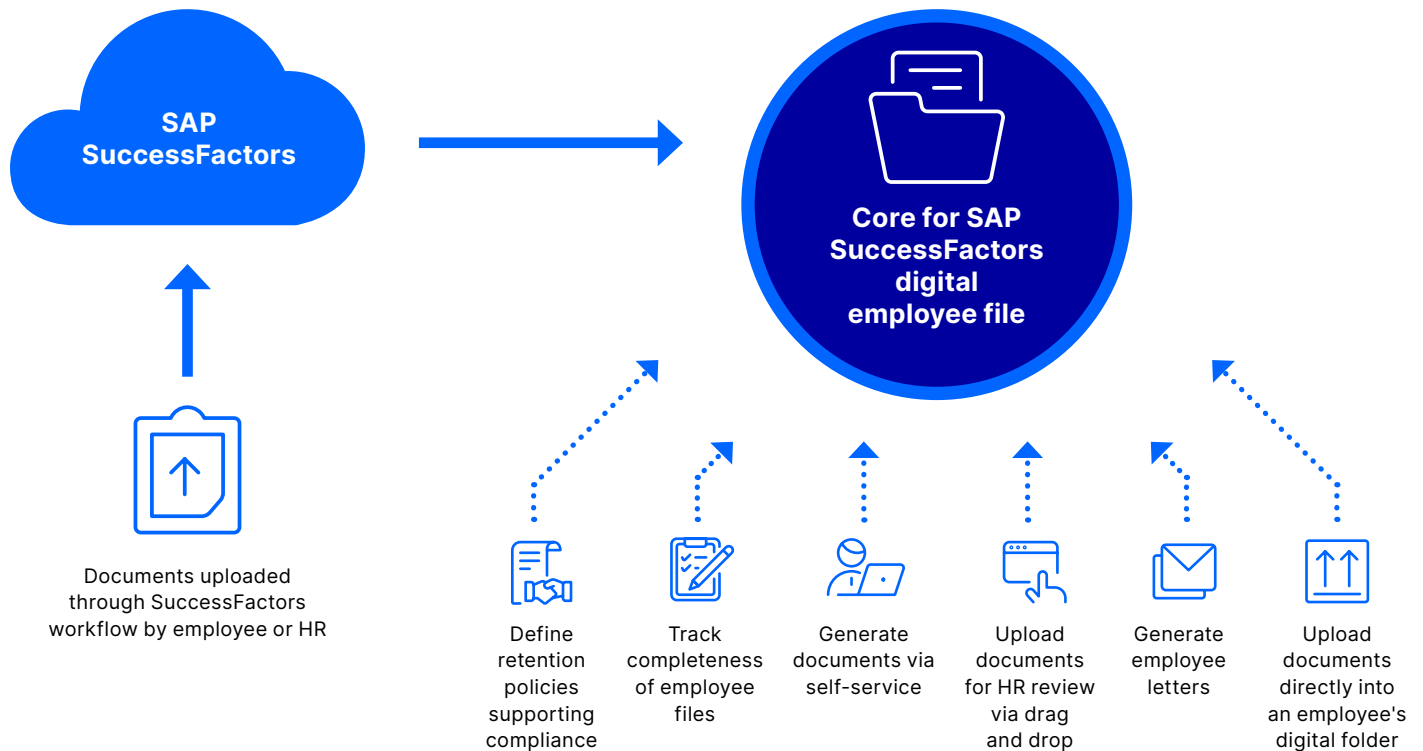 SAP
SuccessFactors
Core for SAP
SuccessFactors
digital
employee file
Documents uploaded
through SuccessFactors
workflow by employee or HR
Define
retention
policies
supporting
compliance
Track
completeness
of employee
files
Generate
documents via
self-service
Upload
documents
for HR review
via drag
and drop
Generate
employee
letters
Upload
documents
directly into
an employee's
digital folder